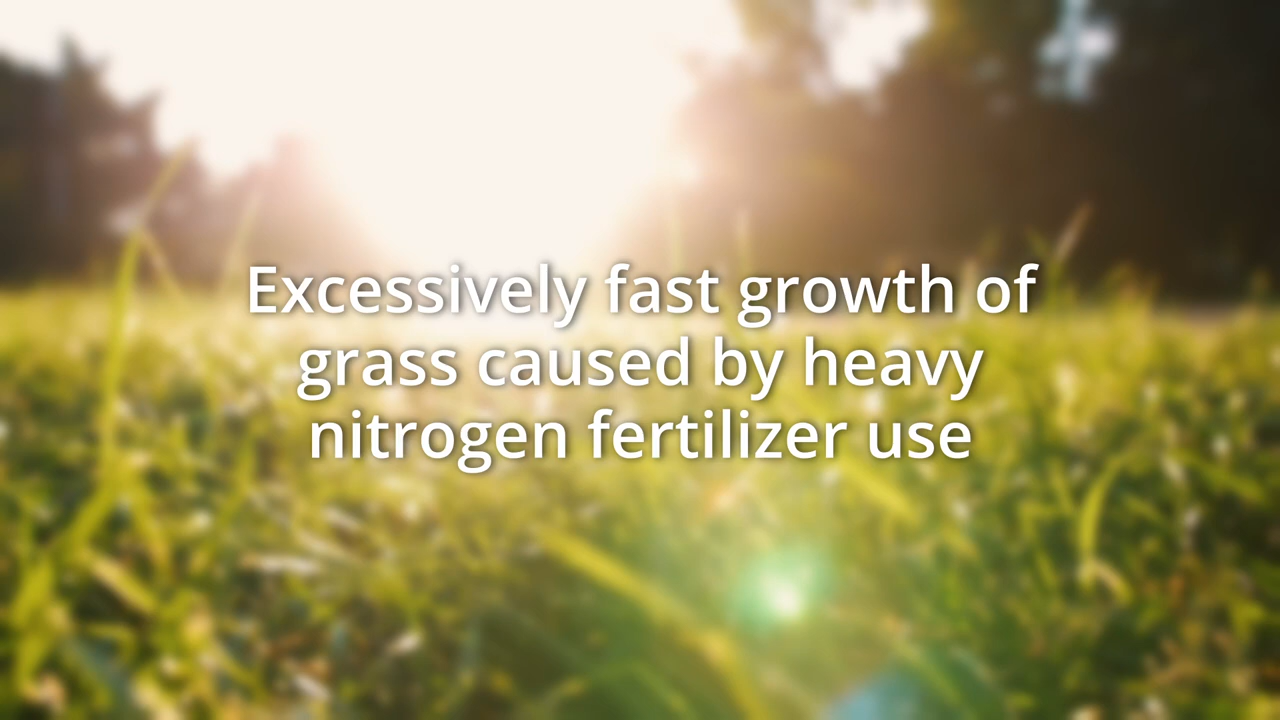 Excessively fast growth of
grass caused by heavy
nitrogen fertilizer use